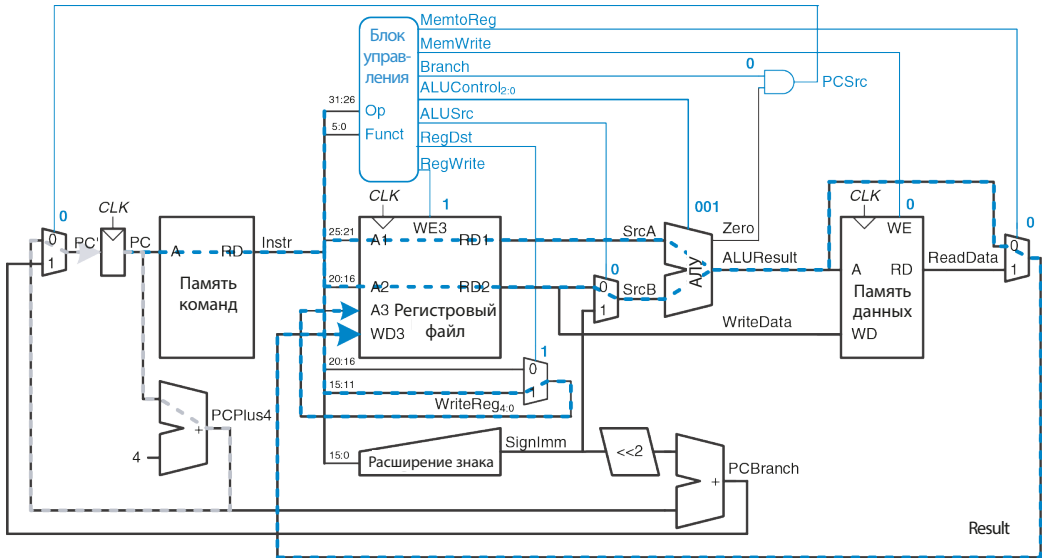 MemtoReg
Блок
управ-
ления
MemWrite
Branch
0
PCSrc
ALUControl2:0
31:26
Op
ALUSrc
5:0
Funct
RegDst
RegWrite
0
CLK
CLK
1
001
CLK
0
0
0
1
PC'
PC
A
RD
Instr
25:21
A1
WE3
RD1
SrcA
Zero
WE
ALUResult
0
1
20:16
A2
RD2
0
0
1
SrcB
АЛУ
A
RD
ReadData
Память
команд
A3
WD3
Регистровый
файл
WriteData
Память
данных
WD
20:16
1
0
1
15:11
WriteReg4:0
PCPlus4
+
4
15:0
Расширение знака
SignImm
<<2
+
PCBranch
Result